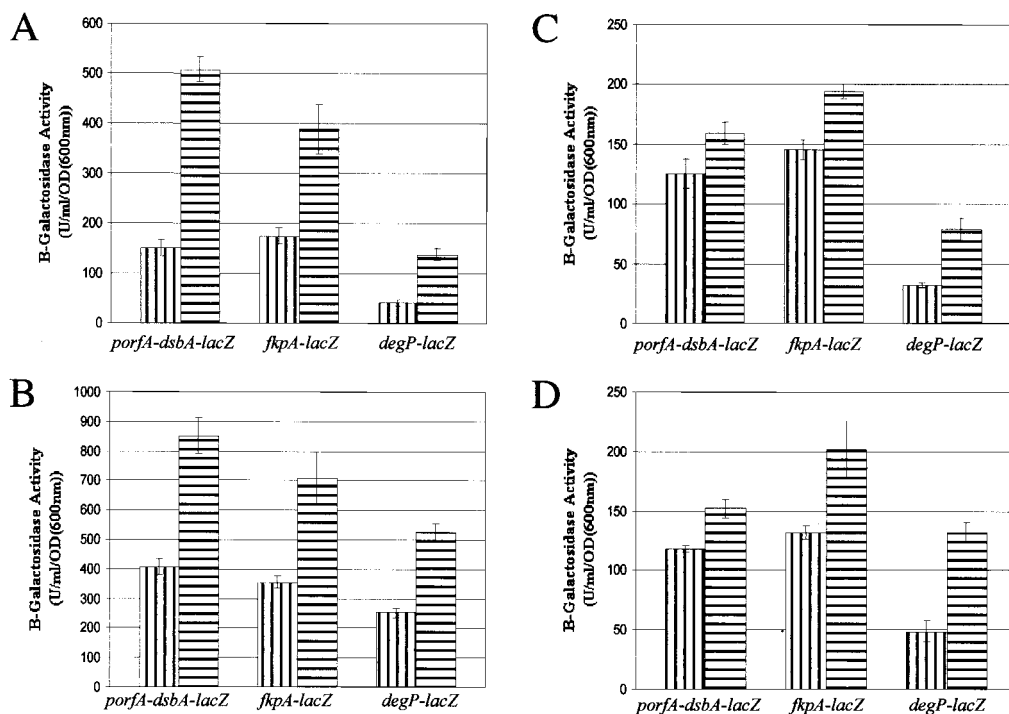 A
B-Galactosidase Activity
(U/ml/OD(600nm))
600
500
400
300
200
100
0
porfA-dsbA-lacZ fkpA-lacZ degP-lacZ
B
B-Galactosidase Activity
(U/ml/OD(600nm))
1000
900
800
700
600
500
400
300
200
100
0
porfA-dsbA-lacZ fkpA-lacZ degP-lacZ
C
B-Galactosidase Activity
(U/ml/OD(600nm))
250
200
150
100
50
0
porfA-dsbA-lacZ fkpA-lacZ degP-lacZ
D
B-Galactosidase Activity
(U/ml/OD(600nm))
250
200
150
100
50
0
porfA-dsbA-lacZ fkpA-lacZ degP-lacZ